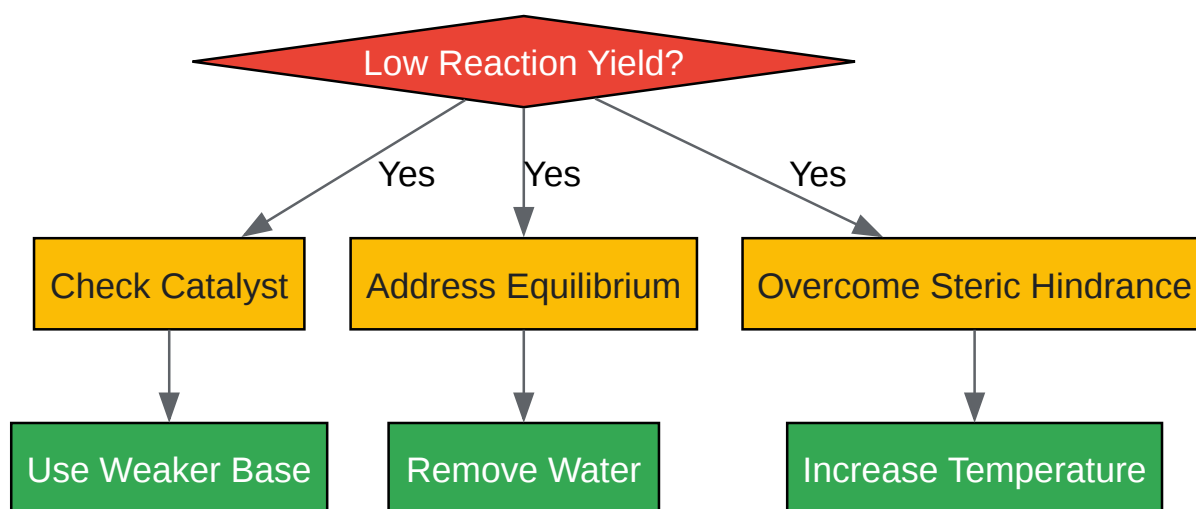 Low Reaction Yield?
Yes
Yes
Yes
Check Catalyst
Address Equilibrium
Overcome Steric Hindrance
Use Weaker Base
Remove Water
Increase Temperature